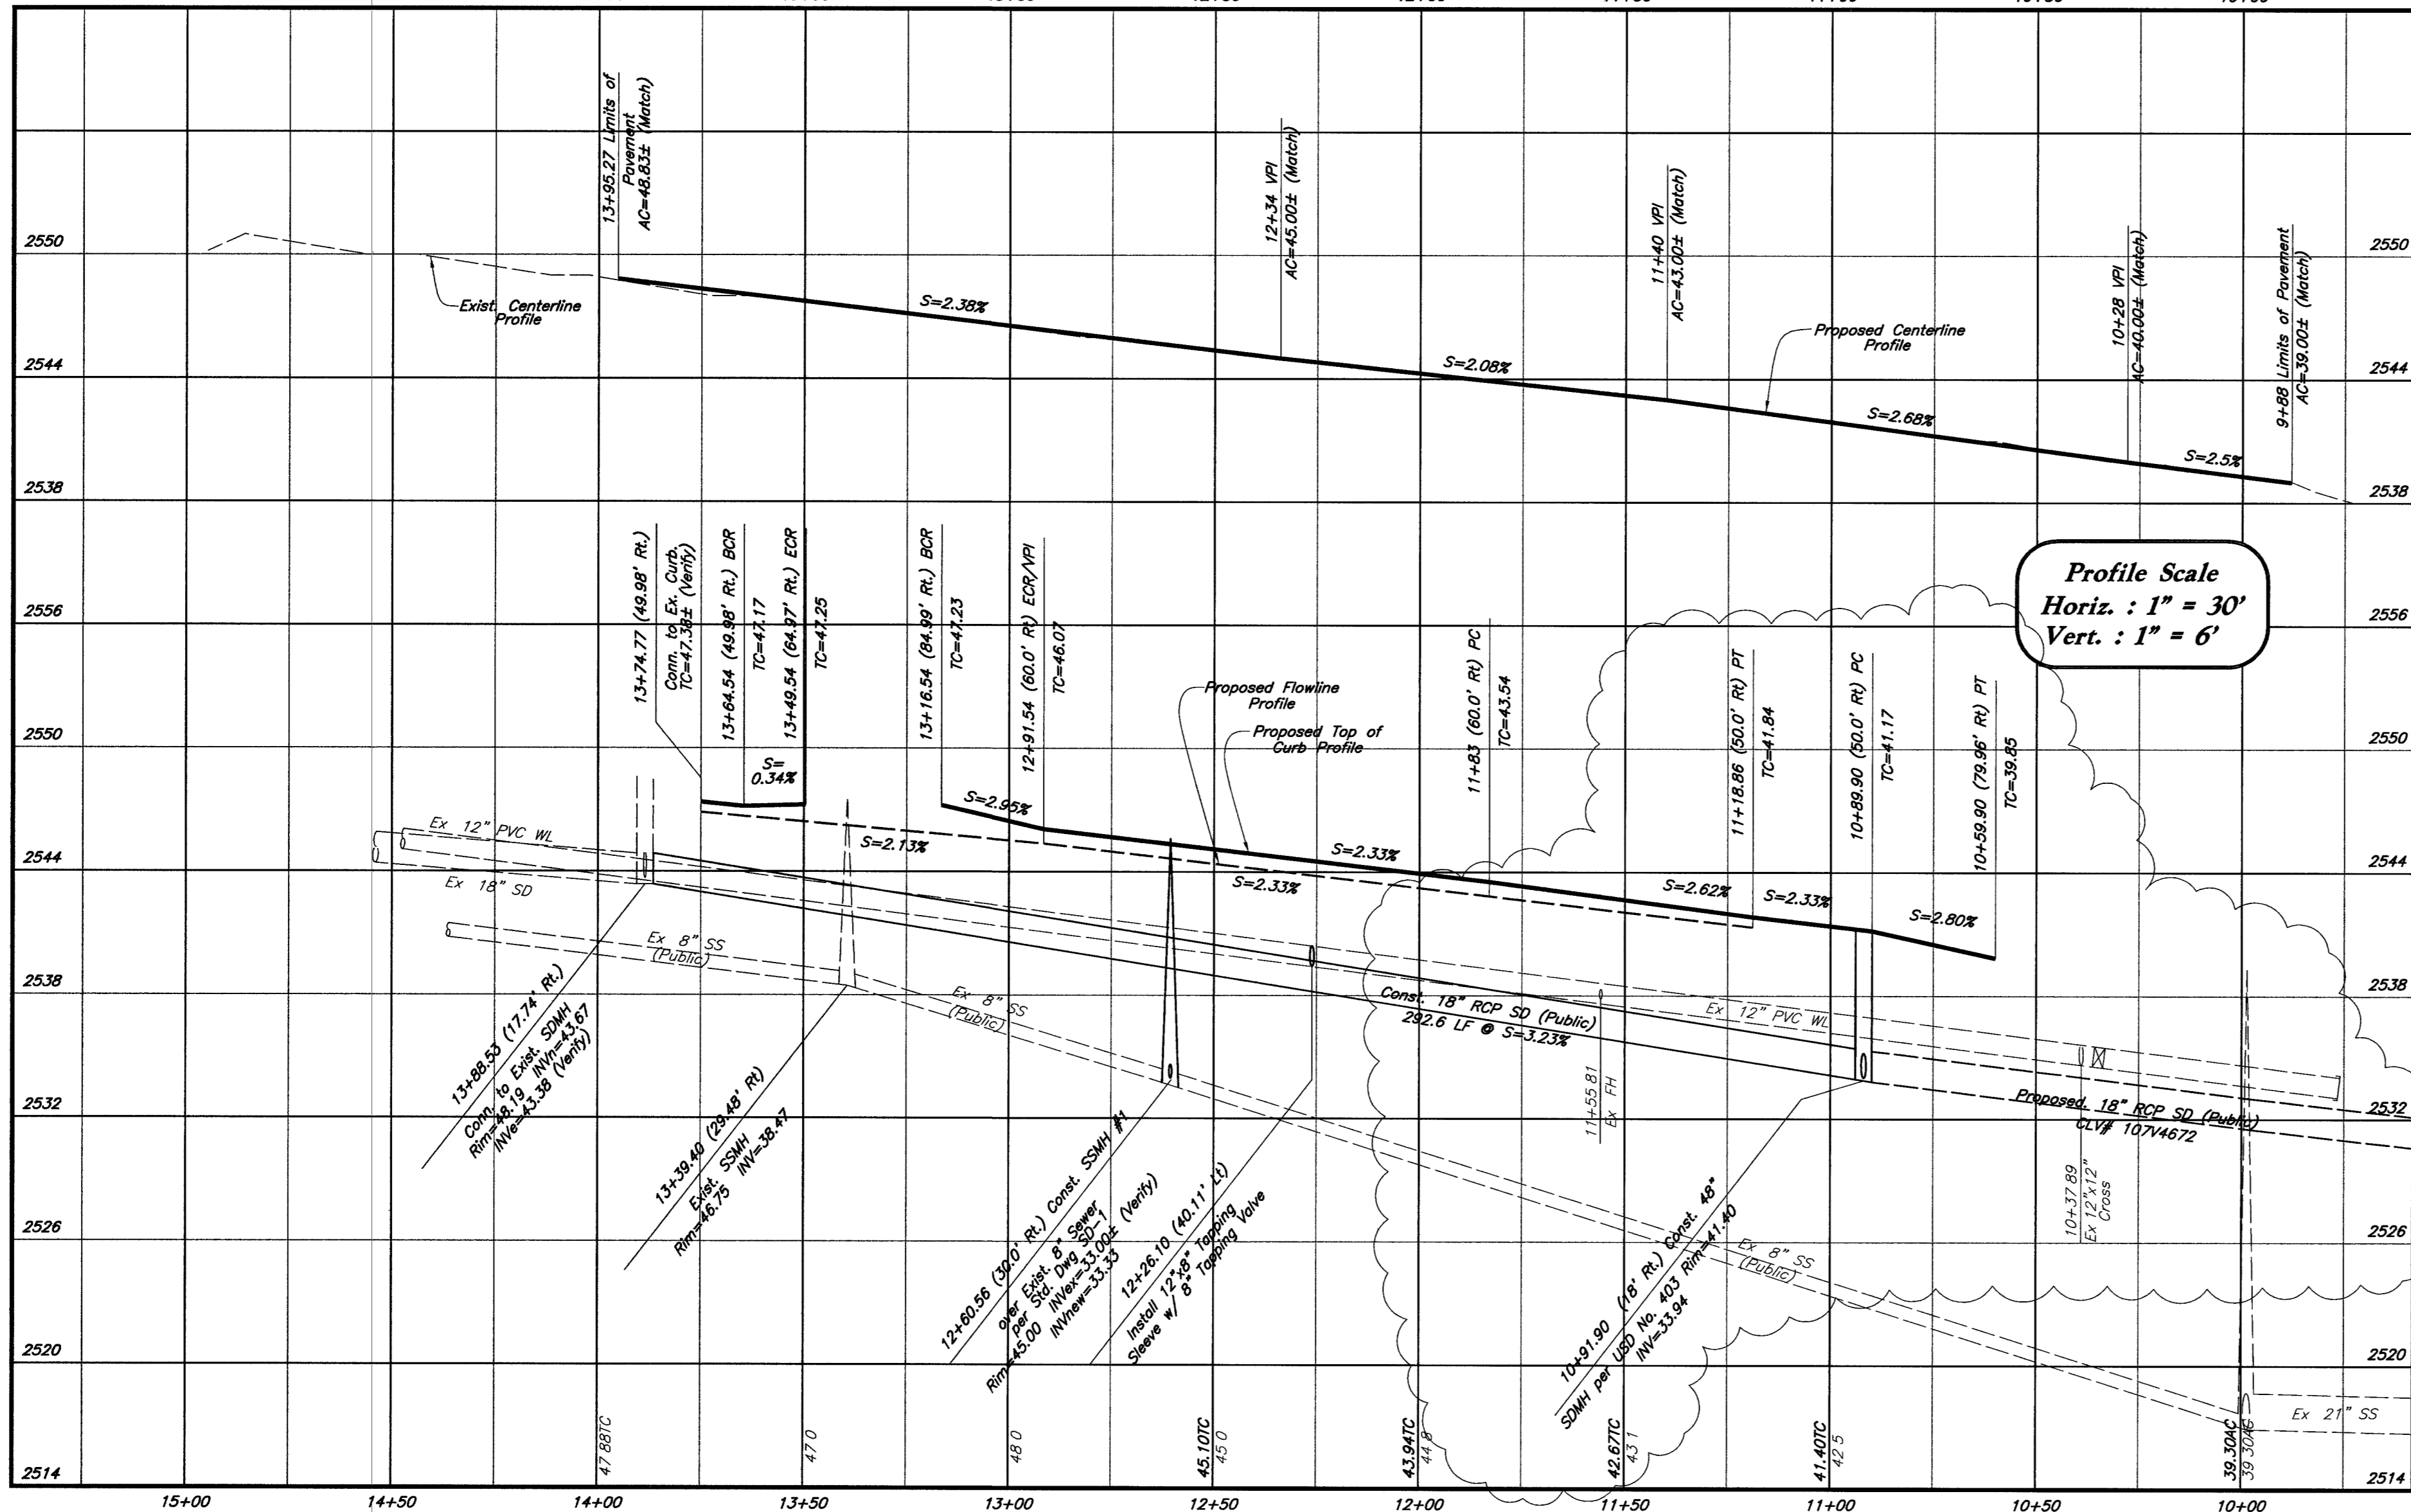 13+95.27 Limits of
Pavement
AC=48.83± (Match)
12+34 VPI
AC=45.00± (Match)
11+40 VPI
AC=43.00± (Match)
10+28 VPI
AC=40.00± (Match)
9+88 Limits of Pavement
AC=39.00± (Match)
2550
2550
Exist. Centerline
Profile
S=2.38%
S=2.08%
Proposed Centerline
Profile
S=2.68%
S=2.5%
2544
2544
2538
2538
Profile Scale
Horiz. : 1" = 30'
Vert. : 1" = 6'
13+74.77 (49.98' Rt.)
Conn. to Ex. Curb.
TC=47.38± (Verify)
13+64.54 (49.98' Rt.) BCR
TC=47.17
13+49.54 (64.97' Rt.) ECR
TC=47.25
13+16.54 (84.99' Rt.) BCR
TC=47.23
12+91.54 (60.0' Rt) ECR/VPI
TC=46.07
11+83 (60.0' Rt) PC
TC=43.54
11+18.86 (50.0' Rt) PT
TC=41.84
10+89.90 (50.0' Rt) PC
TC=41.17
10+59.90 (79.96' Rt) PT
TC=39.85
2556
2556
Proposed Flowline
Profile
Proposed Top of
Curb Profile
2550
2550
S=
0.34%
S=2.95%
S=2.13%
S=2.33%
S=2.33%
S=2.62%
S=2.33%
S=2.80%
Ex 12" PVC WL
2544
2544
Ex 18" SD
Ex 8" SS
(Public)
2538
2538
Ex 8" SS
(Public)
Const. 18" RCP SD (Public)
292.6 LF @ S=3.23%
Ex 12" PVC WL
13+88.53 (17.74' Rt.)
Conn. to Exist. SDMH
Rim=48.19 INVn=43.67
INVe=43.38 (Verify)
13+39.40 (29.48' Rt)
Exist. SSMH
Rim=46.75 INV=38.47
12+60.56 (30.0' Rt.) Const. SSMH #1
over Exist. 8" Sewer
per Std. Dwg SD-1
Rim=45.00 INVex=33.00± (Verify)
INVnew=33.33
12+26.10 (40.11' Lt)
Install 12"x8" Tapping
Sleeve w/ 8" Tapping Valve
11+55 81
Ex FH
10+91.90 (18' Rt.) Const. 48"
SDMH per USD No. 403 Rim=41.40
INV=33.94
2532
2532
Proposed 18" RCP SD (Public)
CLV# 107V4672
10+37 89
Ex 12"x12"
Cross
2526
2526
Ex 8" SS
(Public)
2520
2520
Ex 21" SS
47 88TC
47 0
48 0
45.10TC
45 0
43.94TC
44 8
42.67TC
43 1
41.40TC
42 5
39.30AC
39 30AC
2514
2514
15+00
14+50
14+00
13+50
13+00
12+50
12+00
11+50
11+00
10+50
10+00